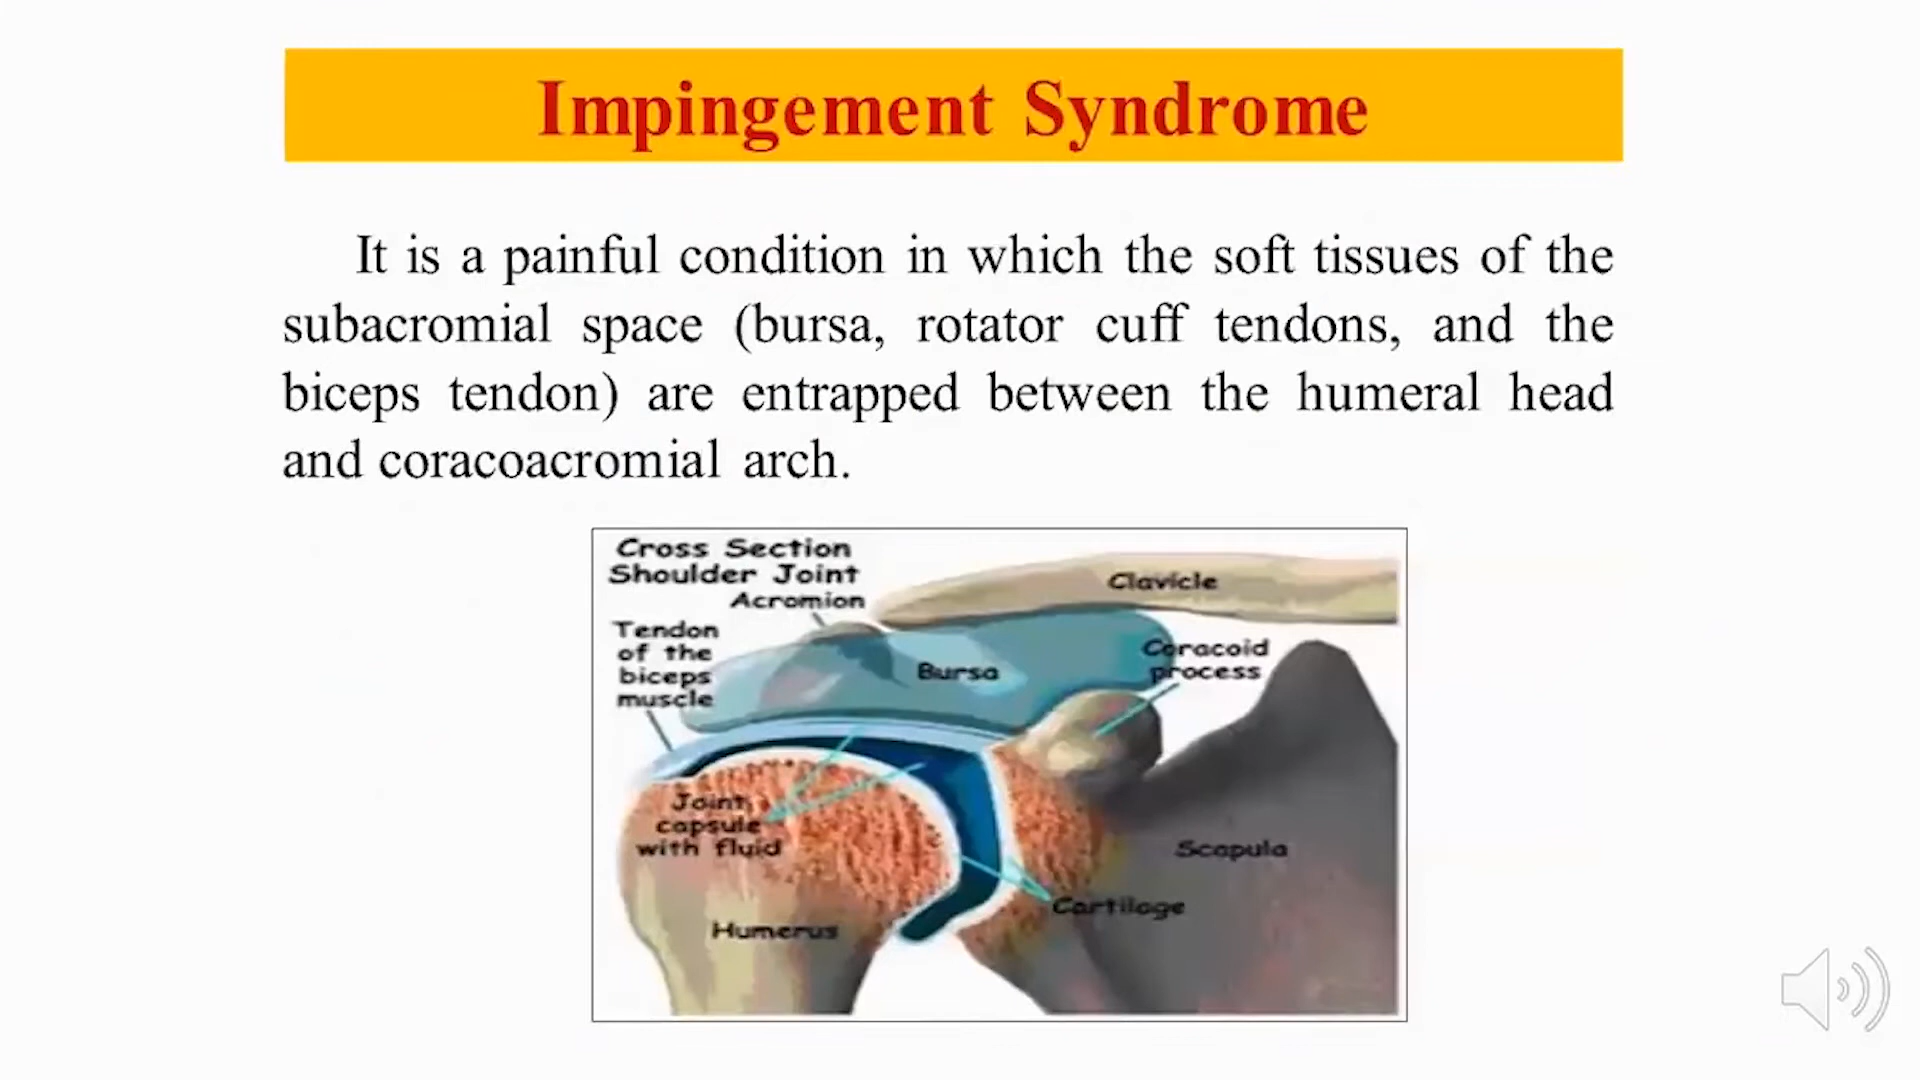 Impingement Syndrome
It is a painful condition in which the soft tissues of the
subacromial space (bursa, rotator cuff tendons, and the
biceps tendon) are entrapped between the humeral head
and coracoacromial arch.
Cross Section
Shoulder Joint
Acromion
Clavicle
Tendon
of the
biceps
muscle
Bursa
Coracoid
process
Joint
capsule
with fluid
Scapula
Cartilage
Humerus